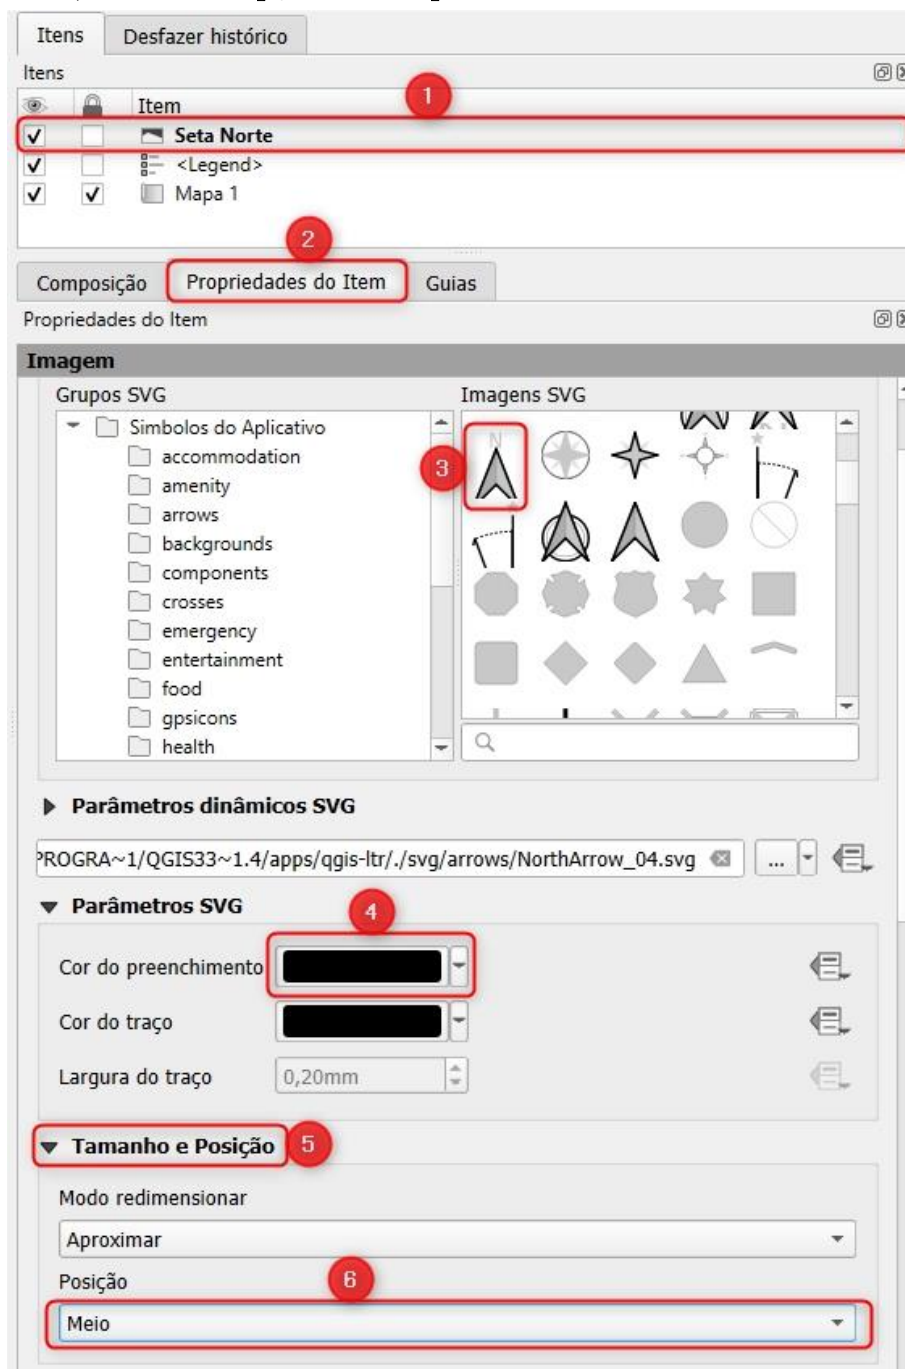 Itens Desfazer histórico
Itens
1
Item
Seta Norte
<Legend>
Mapa 1
2
Composição Propriedades do Item Guias
Propriedades do Item
Imagem
Grupos SVG Imagens SVG
Simbolos do Aplicativo
N
accommodation
3
amenity
arrows
backgrounds
components
crosses
emergency
entertainment
food
gpsicons
health
Parâmetros dinâmicos SVG
PROGRA~1/QGIS33~1.4/apps/qgis-ltr/./svg/arrows/NorthArrow_04.svg ...
Parâmetros SVG
4
Cor do preenchimento
Cor do traço
Largura do traço 0,20mm
Tamanho e Posição 5
Modo redimensionar
Aproximar
Posição 6
Meio